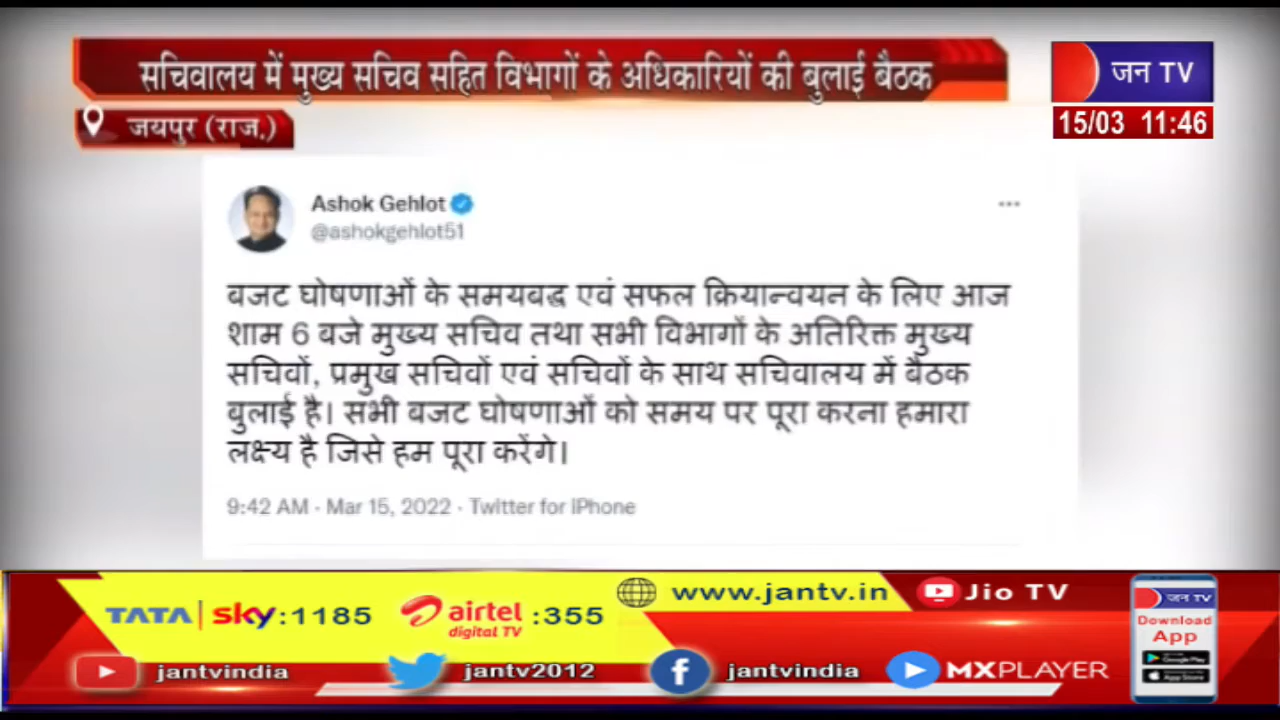 सचिवालय में मुख्य सचिव सहित विभागों के अधिकारियों की बुलाई बैठक
जन TV
जयपुर (राज.)
15/03 11:46
Ashok Gehlot
@ashokgehlot51
बजट घोषणाओं के समयबद्ध एवं सफल क्रियान्वयन के लिए आज
शाम 6 बजे मुख्य सचिव तथा सभी विभागों के अतिरिक्त मुख्य
सचिवों, प्रमुख सचिवों एवं सचिवों के साथ सचिवालय में बैठक
बुलाई है। सभी बजट घोषणाओं को समय पर पूरा करना हमारा
लक्ष्य है जिसे हम पूरा करेंगे।
9:42 AM · Mar 15, 2022 · Twitter for iPhone
www.jantv.in
Jio TV
TATA sky:1185
airtel digital TV :355
जन TV
Download
App
Google Play
App Store
jantvindia
jantv2012
jantvindia
MXPLAYER